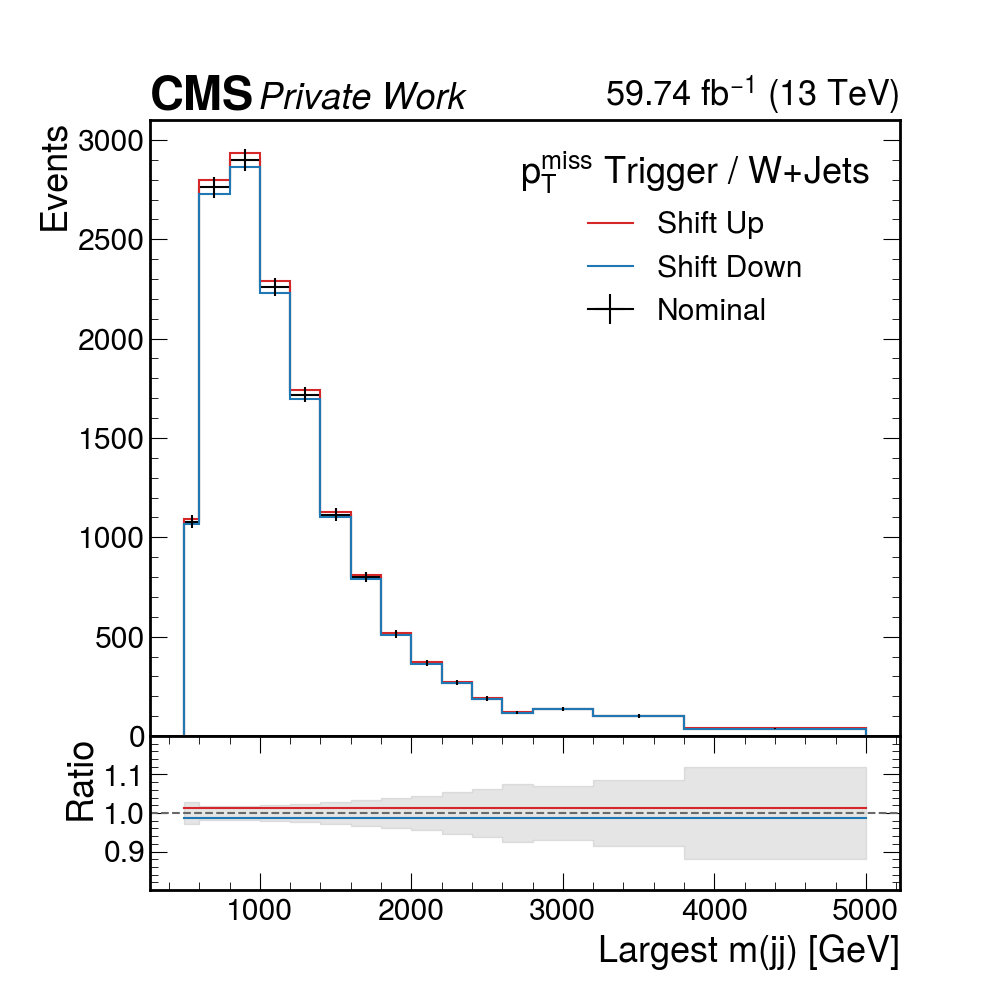 CMS Private Work 59.74 fb⁻¹ (13 TeV)
Events
3000
2500
2000
1500
1000
500
0
p_T^miss Trigger / W+Jets
Shift Up
Shift Down
Nominal
Ratio
1.1
1.0
0.9
1000 2000 3000 4000 5000
Largest m(jj) [GeV]